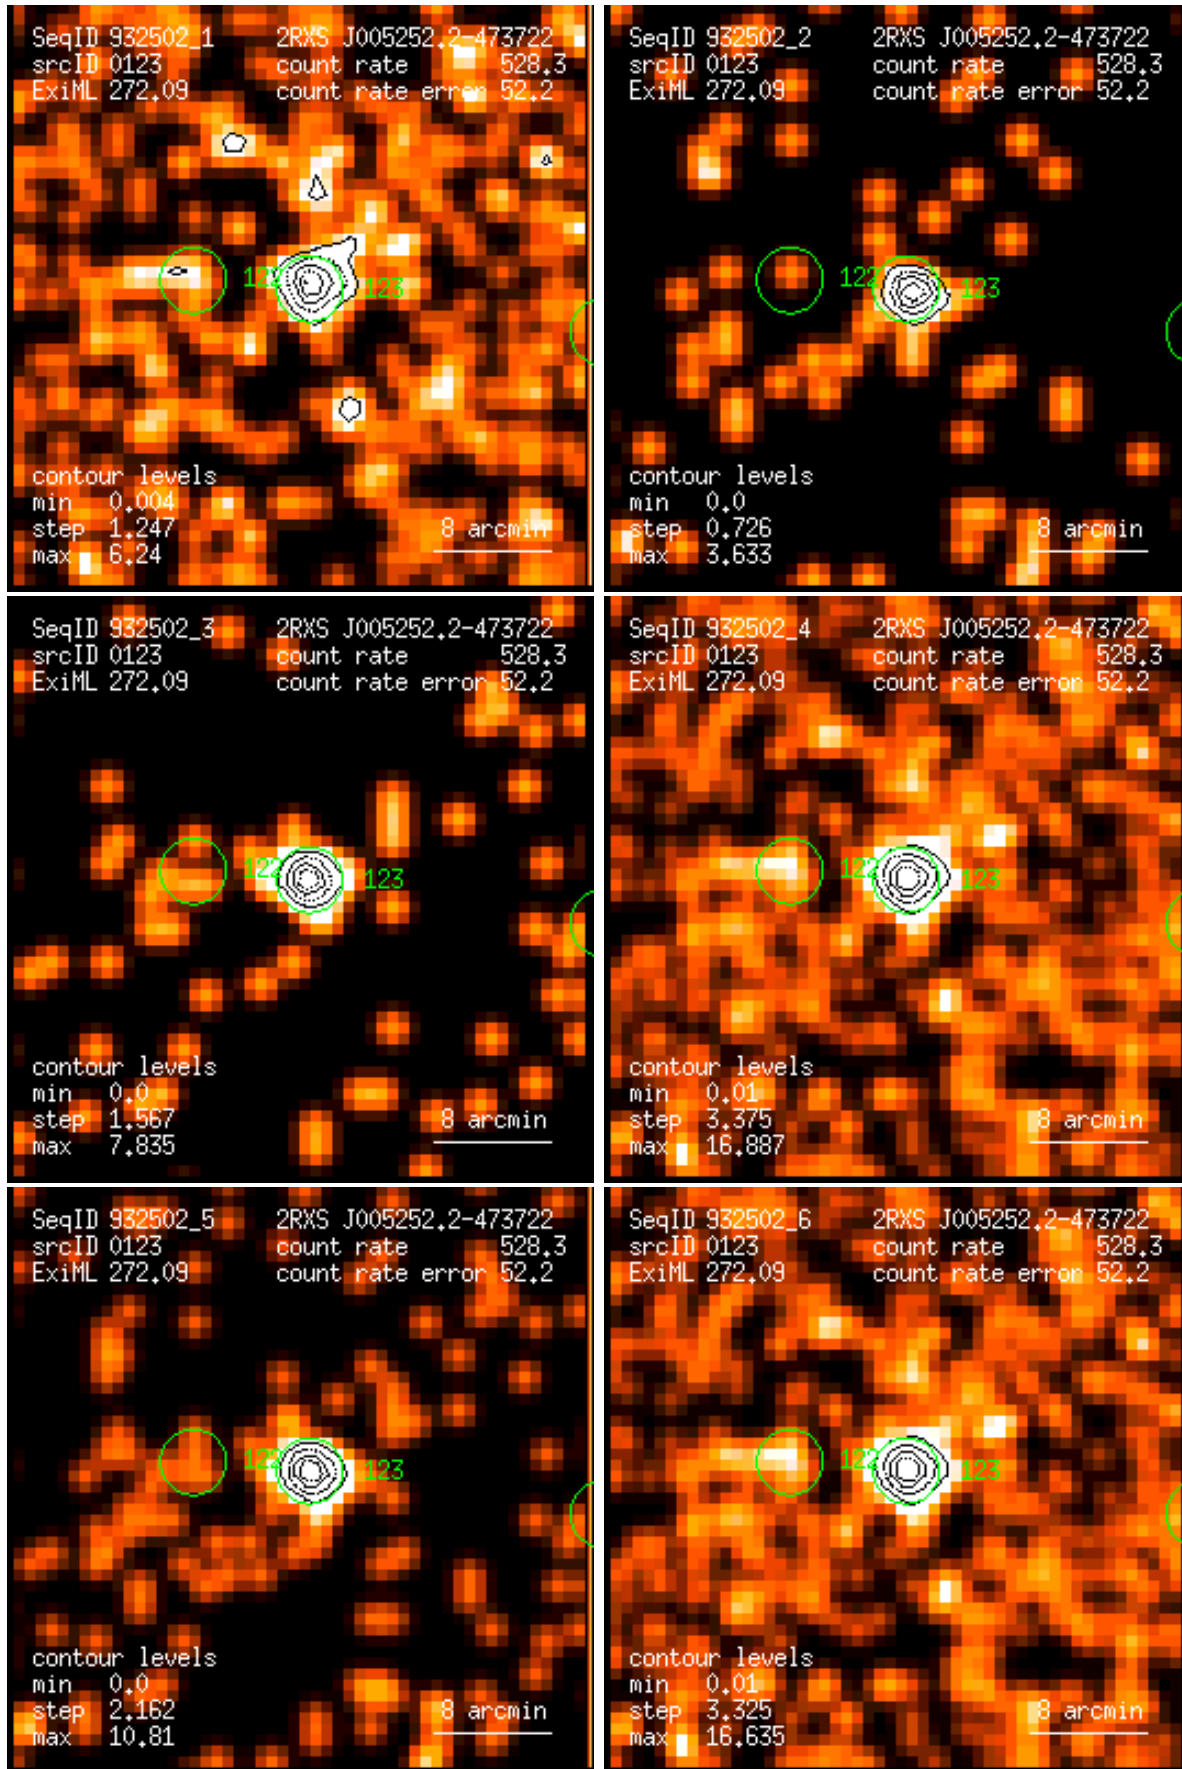 SeqID 932502_1 2RXS J005252.2-473722
srcID 0123 count rate 528.3
ExiML 272.09 count rate error 52.2
122 123
contour levels
min 0.004
step 1.247 8 arcmin
max 6.24
SeqID 932502_2 2RXS J005252.2-473722
srcID 0123 count rate 528.3
ExiML 272.09 count rate error 52.2
122 123
contour levels
min 0.0
step 0.726 8 arcmin
max 3.633
SeqID 932502_3 2RXS J005252.2-473722
srcID 0123 count rate 528.3
ExiML 272.09 count rate error 52.2
122 123
contour levels
min 0.0
step 1.567 8 arcmin
max 7.835
SeqID 932502_4 2RXS J005252.2-473722
srcID 0123 count rate 528.3
ExiML 272.09 count rate error 52.2
122 123
contour levels
min 0.01
step 3.375 8 arcmin
max 16.887
SeqID 932502_5 2RXS J005252.2-473722
srcID 0123 count rate 528.3
ExiML 272.09 count rate error 52.2
122 123
contour levels
min 0.0
step 2.162 8 arcmin
max 10.81
SeqID 932502_6 2RXS J005252.2-473722
srcID 0123 count rate 528.3
ExiML 272.09 count rate error 52.2
122 123
contour levels
min 0.01
step 3.325 8 arcmin
max 16.635